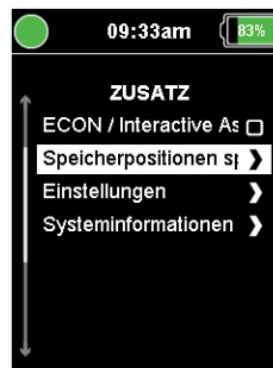 09:33am 83%
ZUSATZ
ECON / Interactive As
Speicherpositionen sp
Einstellungen
Systeminformationen